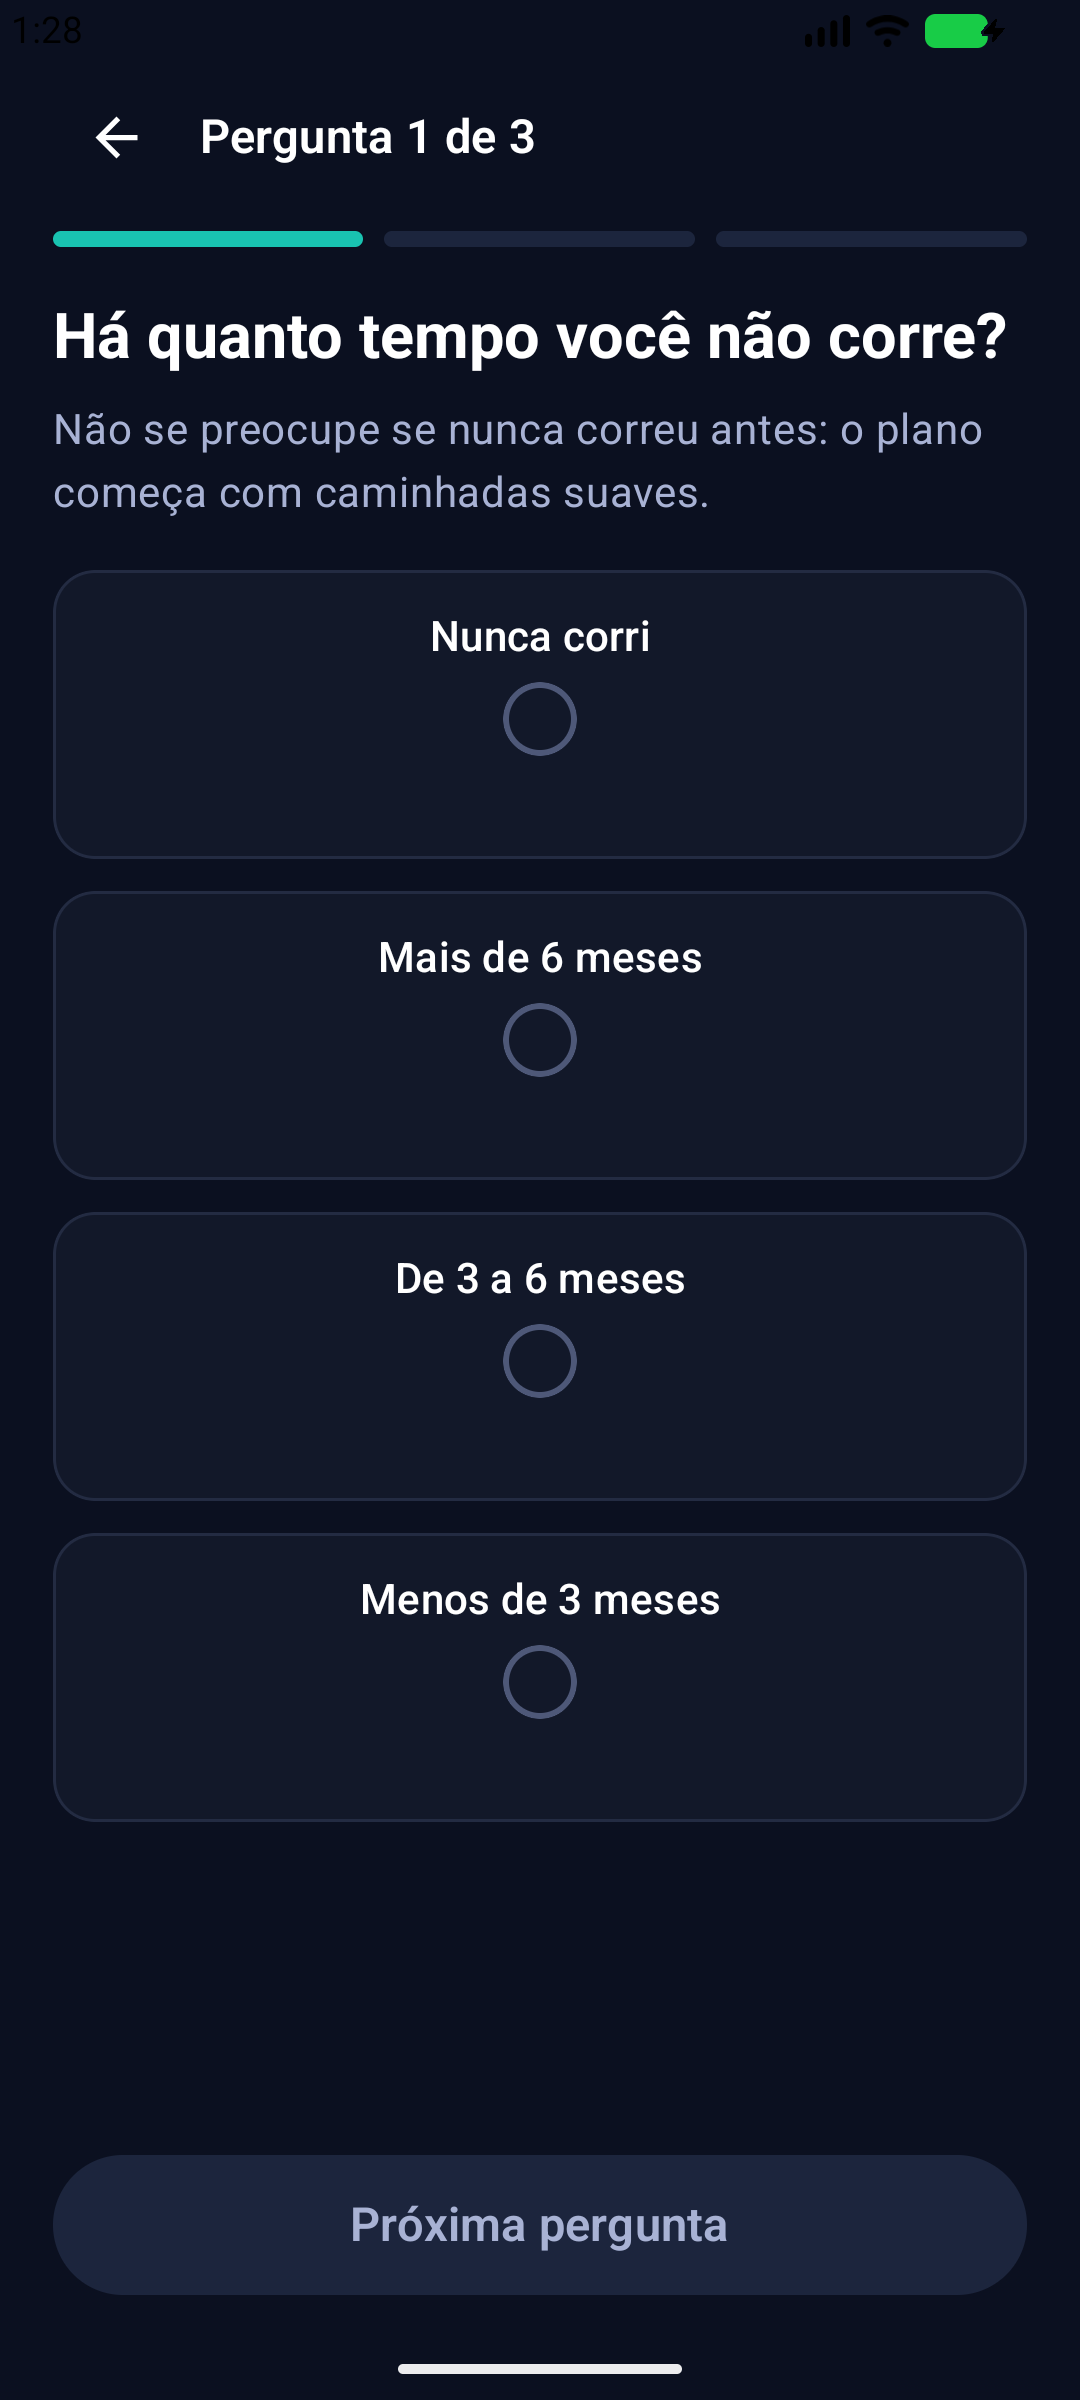 1:28
Pergunta 1 de 3
Há quanto tempo você não corre?
Não se preocupe se nunca correu antes: o plano
começa com caminhadas suaves.
Nunca corri
Mais de 6 meses
De 3 a 6 meses
Menos de 3 meses
Próxima pergunta